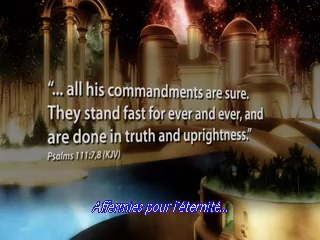 “... all his commandments are sure.
They stand fast for ever and ever, and
are done in truth and uprightness.”
Psalms 111:7,8 (KJV)
Affermies pour l'éternité...